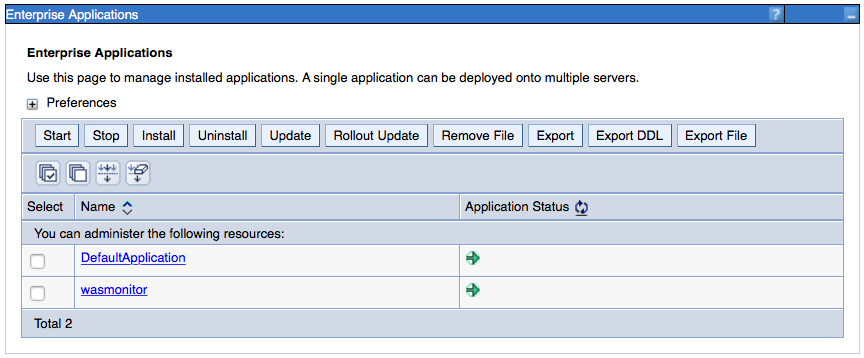 Enterprise Applications
?
Enterprise Applications
Use this page to manage installed applications. A single application can be deployed onto multiple servers.
Preferences
Start Stop Install Uninstall Update Rollout Update Remove File Export Export DDL Export File
Select Name Application Status
You can administer the following resources:
DefaultApplication
wasmonitor
Total 2